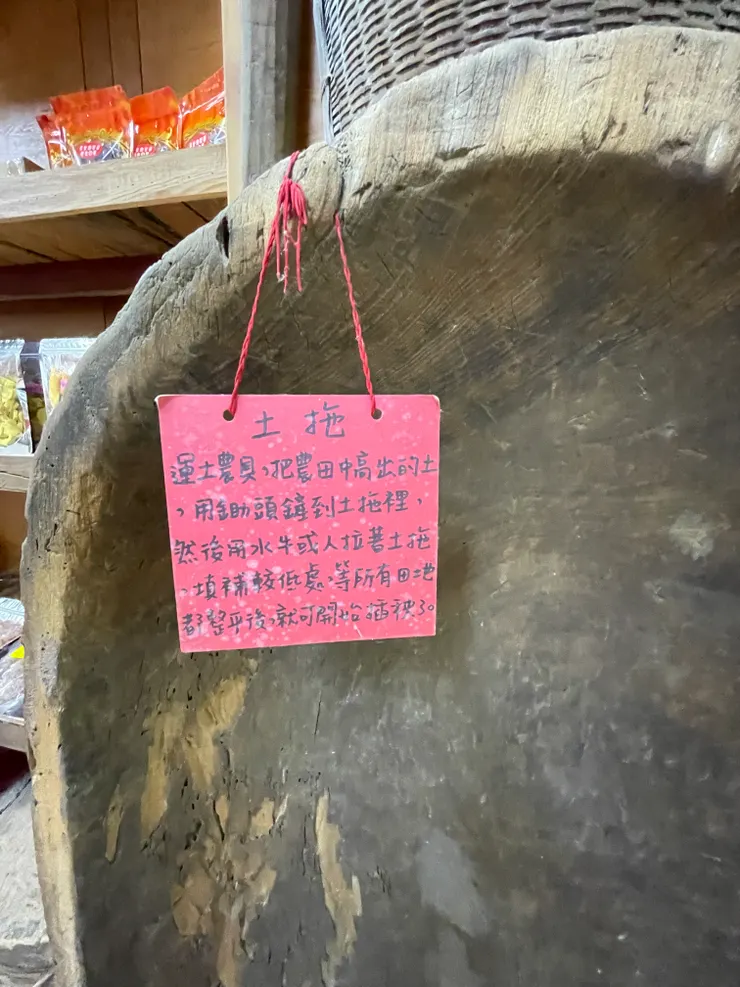 土拖
運土農具,把農田中高出的土
,用鋤頭鏟到土拖裡,
然後用水牛或人拉著土拖
、填補較低處,等所有田地
都整平後,就可開始插秧了。